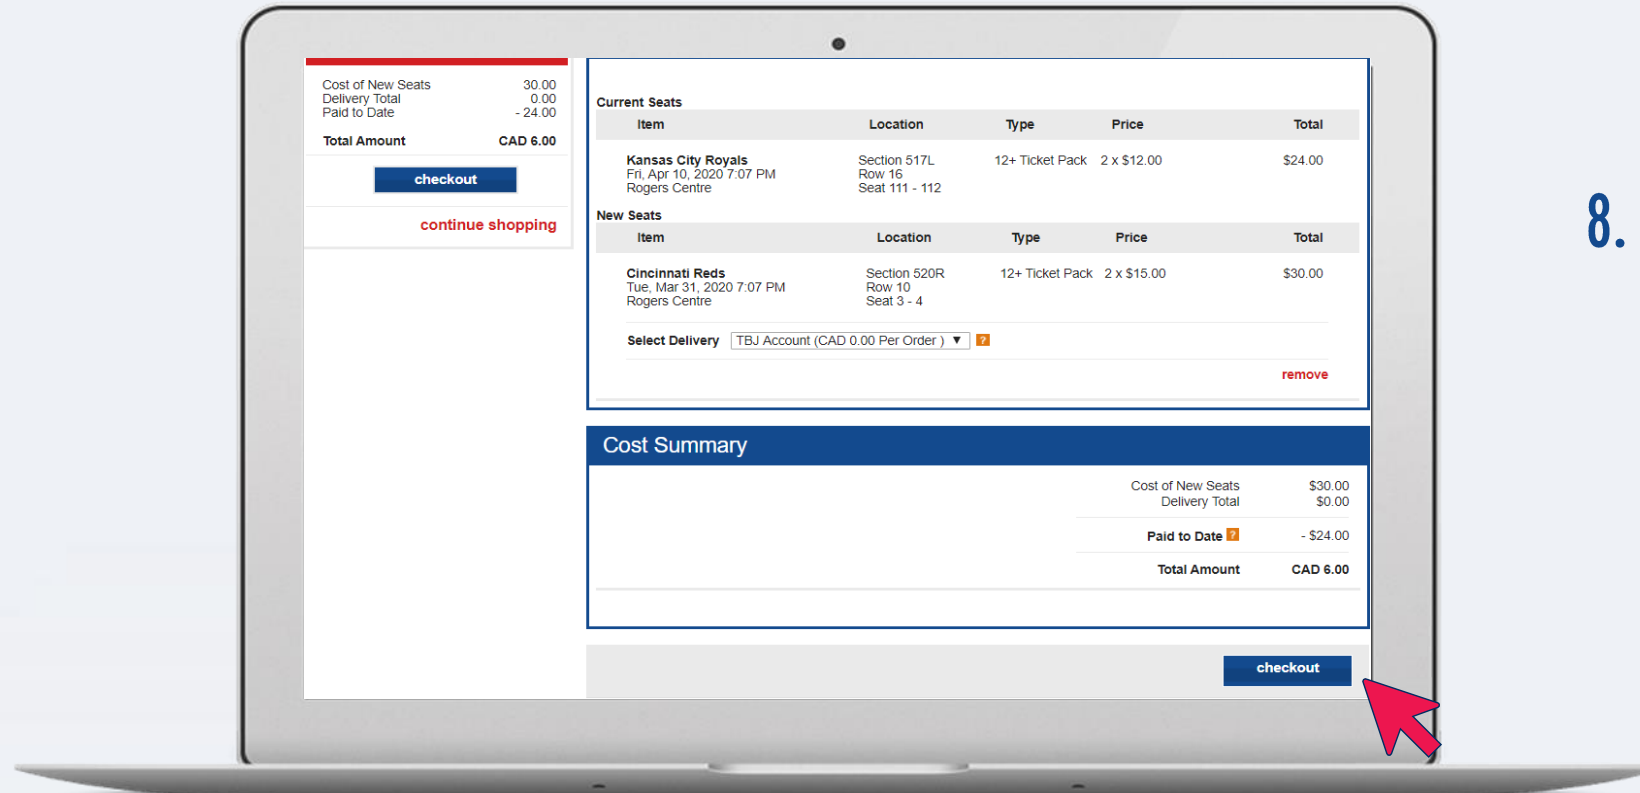 Cost of New Seats 30.00
Delivery Total 0.00
Paid to Date - 24.00
Total Amount CAD 6.00
checkout
continue shopping
Current Seats
Item Location Type Price Total
Kansas City Royals Section 517L 12+ Ticket Pack 2 x $12.00 $24.00
Fri, Apr 10, 2020 7:07 PM Row 16
Rogers Centre Seat 111 - 112
New Seats
Item Location Type Price Total
Cincinnati Reds Section 520R 12+ Ticket Pack 2 x $15.00 $30.00
Tue, Mar 31, 2020 7:07 PM Row 10
Rogers Centre Seat 3 - 4
Select Delivery TBJ Account (CAD 0.00 Per Order ) ▼ ?
remove
Cost Summary
Cost of New Seats $30.00
Delivery Total $0.00
Paid to Date ? - $24.00
Total Amount CAD 6.00
checkout
8.